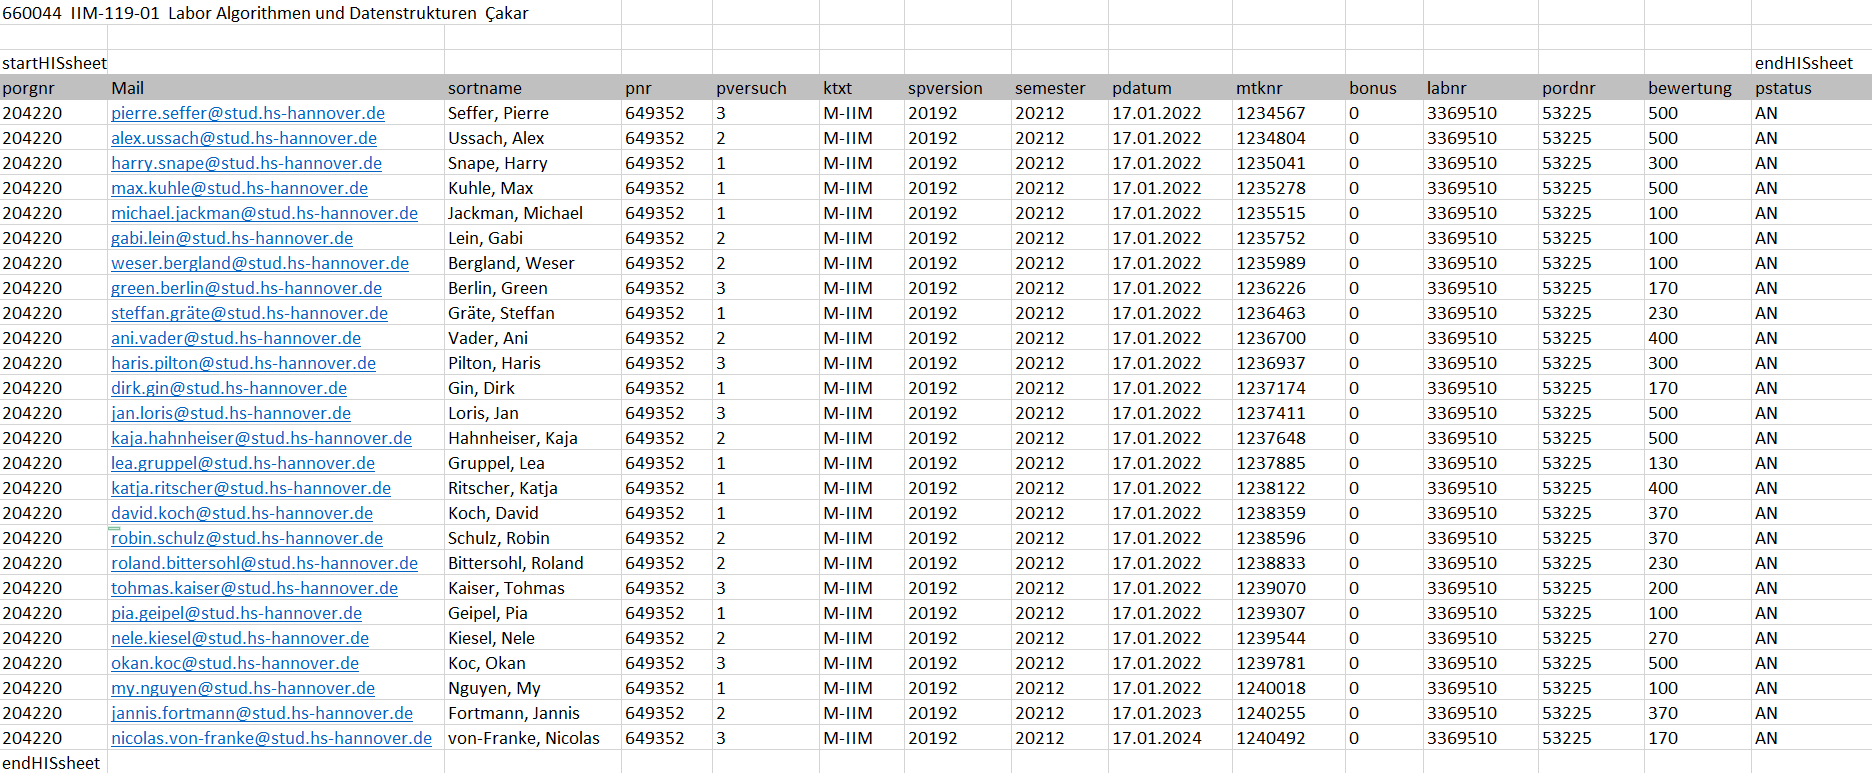 660044 IIM-119-01 Labor Algorithmen und Datenstrukturen Çakar
startHISsheet endHISsheet
porgnr Mail sortname pnr pversuch ktxt spversion semester pdatum mtknr bonus labnr pordnr bewertung pstatus
204220 pierre.seffer@stud.hs-hannover.de Seffer, Pierre 649352 3 M-IIM 20192 20212 17.01.2022 1234567 0 3369510 53225 500 AN
204220 alex.ussach@stud.hs-hannover.de Ussach, Alex 649352 2 M-IIM 20192 20212 17.01.2022 1234804 0 3369510 53225 500 AN
204220 harry.snape@stud.hs-hannover.de Snape, Harry 649352 1 M-IIM 20192 20212 17.01.2022 1235041 0 3369510 53225 300 AN
204220 max.kuhle@stud.hs-hannover.de Kuhle, Max 649352 1 M-IIM 20192 20212 17.01.2022 1235278 0 3369510 53225 500 AN
204220 michael.jackman@stud.hs-hannover.de Jackman, Michael 649352 1 M-IIM 20192 20212 17.01.2022 1235515 0 3369510 53225 100 AN
204220 gabi.lein@stud.hs-hannover.de Lein, Gabi 649352 2 M-IIM 20192 20212 17.01.2022 1235752 0 3369510 53225 100 AN
204220 weser.bergland@stud.hs-hannover.de Bergland, Weser 649352 2 M-IIM 20192 20212 17.01.2022 1235989 0 3369510 53225 100 AN
204220 green.berlin@stud.hs-hannover.de Berlin, Green 649352 3 M-IIM 20192 20212 17.01.2022 1236226 0 3369510 53225 170 AN
204220 steffan.gräte@stud.hs-hannover.de Gräte, Steffan 649352 1 M-IIM 20192 20212 17.01.2022 1236463 0 3369510 53225 230 AN
204220 ani.vader@stud.hs-hannover.de Vader, Ani 649352 2 M-IIM 20192 20212 17.01.2022 1236700 0 3369510 53225 400 AN
204220 haris.pilton@stud.hs-hannover.de Pilton, Haris 649352 3 M-IIM 20192 20212 17.01.2022 1236937 0 3369510 53225 300 AN
204220 dirk.gin@stud.hs-hannover.de Gin, Dirk 649352 1 M-IIM 20192 20212 17.01.2022 1237174 0 3369510 53225 170 AN
204220 jan.loris@stud.hs-hannover.de Loris, Jan 649352 3 M-IIM 20192 20212 17.01.2022 1237411 0 3369510 53225 500 AN
204220 kaja.hahnheiser@stud.hs-hannover.de Hahnheiser, Kaja 649352 2 M-IIM 20192 20212 17.01.2022 1237648 0 3369510 53225 500 AN
204220 lea.gruppel@stud.hs-hannover.de Gruppel, Lea 649352 1 M-IIM 20192 20212 17.01.2022 1237885 0 3369510 53225 130 AN
204220 katja.ritscher@stud.hs-hannover.de Ritscher, Katja 649352 1 M-IIM 20192 20212 17.01.2022 1238122 0 3369510 53225 400 AN
204220 david.koch@stud.hs-hannover.de Koch, David 649352 1 M-IIM 20192 20212 17.01.2022 1238359 0 3369510 53225 370 AN
204220 robin.schulz@stud.hs-hannover.de Schulz, Robin 649352 2 M-IIM 20192 20212 17.01.2022 1238596 0 3369510 53225 370 AN
204220 roland.bittersohl@stud.hs-hannover.de Bittersohl, Roland 649352 2 M-IIM 20192 20212 17.01.2022 1238833 0 3369510 53225 230 AN
204220 tohmas.kaiser@stud.hs-hannover.de Kaiser, Tohmas 649352 3 M-IIM 20192 20212 17.01.2022 1239070 0 3369510 53225 200 AN
204220 pia.geipel@stud.hs-hannover.de Geipel, Pia 649352 1 M-IIM 20192 20212 17.01.2022 1239307 0 3369510 53225 100 AN
204220 nele.kiesel@stud.hs-hannover.de Kiesel, Nele 649352 2 M-IIM 20192 20212 17.01.2022 1239544 0 3369510 53225 270 AN
204220 okan.koc@stud.hs-hannover.de Koc, Okan 649352 3 M-IIM 20192 20212 17.01.2022 1239781 0 3369510 53225 500 AN
204220 my.nguyen@stud.hs-hannover.de Nguyen, My 649352 1 M-IIM 20192 20212 17.01.2022 1240018 0 3369510 53225 100 AN
204220 jannis.fortmann@stud.hs-hannover.de Fortmann, Jannis 649352 2 M-IIM 20192 20212 17.01.2023 1240255 0 3369510 53225 370 AN
204220 nicolas.von-franke@stud.hs-hannover.de von-Franke, Nicolas 649352 3 M-IIM 20192 20212 17.01.2024 1240492 0 3369510 53225 170 AN
endHISsheet